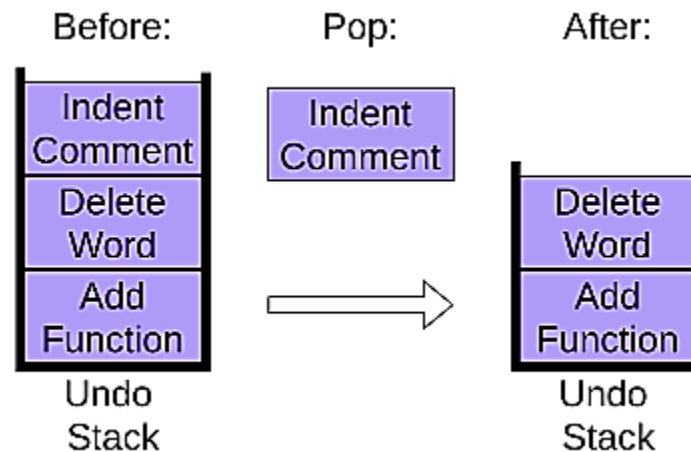 Before:
Pop:
After:
Indent
Comment
Delete
Word
Add
Function
Undo
Stack
Indent
Comment
Delete
Word
Add
Function
Undo
Stack